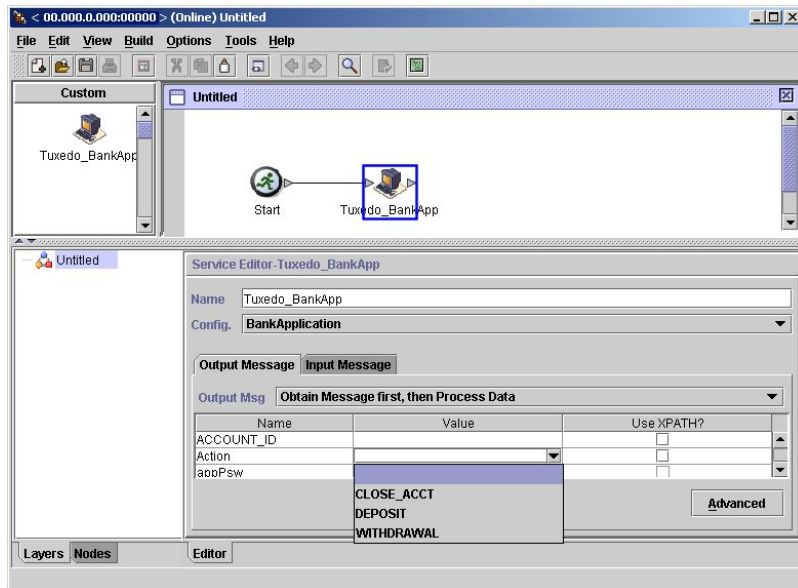 < 00.000.0.000:00000 > (Online) Untitled
File Edit View Build Options Tools Help
Custom
Untitled
Tuxedo_BankApp
Start
Tuxedo_BankApp
Untitled
Service Editor-Tuxedo_BankApp
Name Tuxedo_BankApp
Config. BankApplication
Output Message Input Message
Output Msg Obtain Message first, then Process Data
Name Value Use XPATH?
ACCOUNT_ID
Action
appPsw
CLOSE_ACCT
DEPOSIT
WITHDRAWAL
Advanced
Layers Nodes Editor